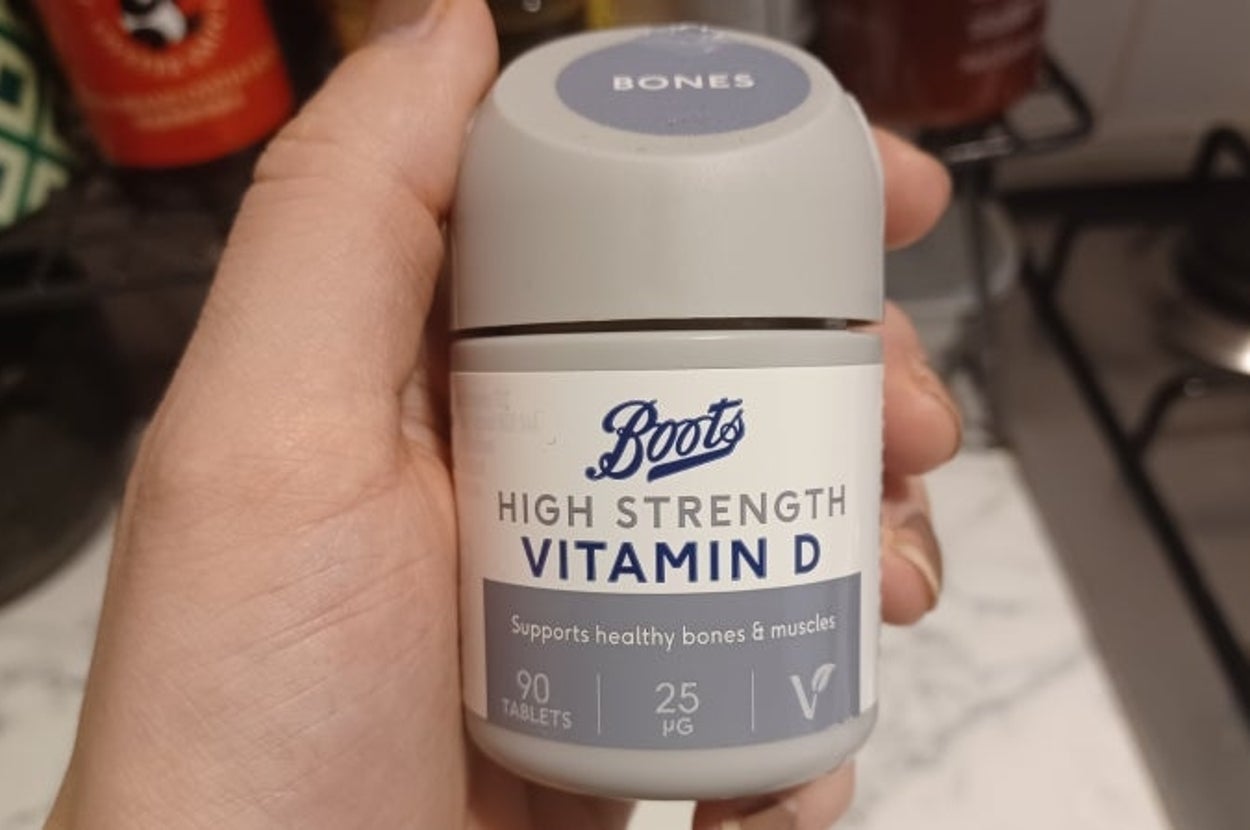 BONES
Boots
HIGH STRENGTH
VITAMIN D
Supports healthy bones & muscles
90
TABLETS
25
µG
V